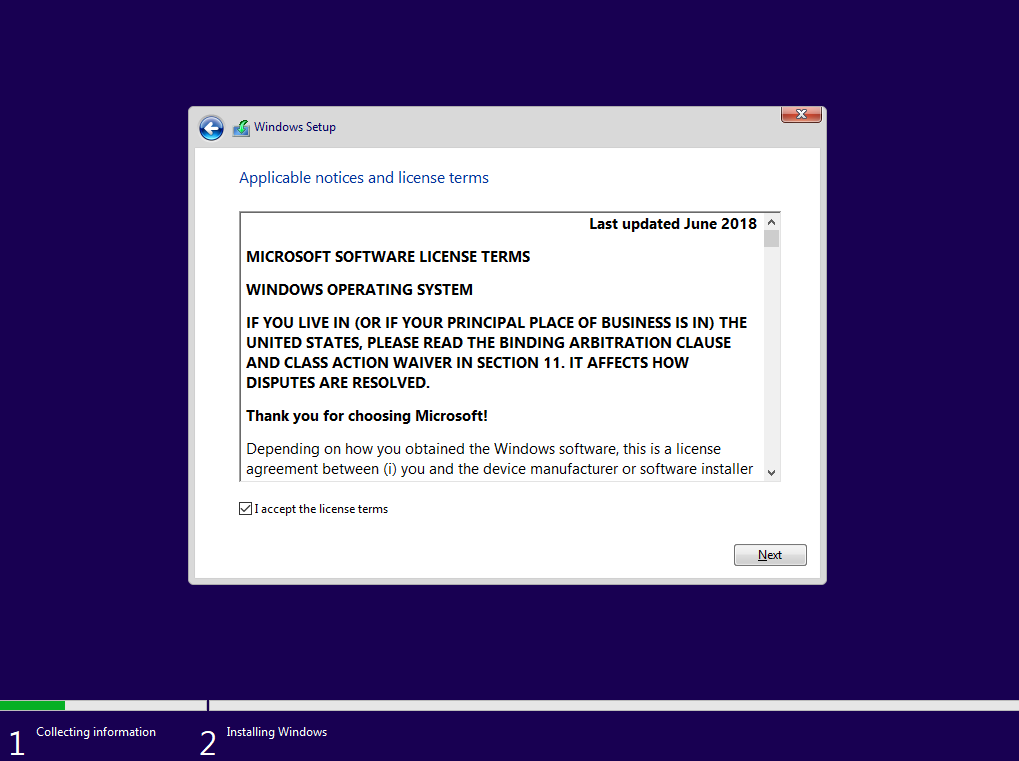 Windows Setup
Applicable notices and license terms
Last updated June 2018
MICROSOFT SOFTWARE LICENSE TERMS
WINDOWS OPERATING SYSTEM
IF YOU LIVE IN (OR IF YOUR PRINCIPAL PLACE OF BUSINESS IS IN) THE
UNITED STATES, PLEASE READ THE BINDING ARBITRATION CLAUSE
AND CLASS ACTION WAIVER IN SECTION 11. IT AFFECTS HOW
DISPUTES ARE RESOLVED.
Thank you for choosing Microsoft!
Depending on how you obtained the Windows software, this is a license
agreement between (i) you and the device manufacturer or software installer
I accept the license terms
Next
1 Collecting information
2 Installing Windows